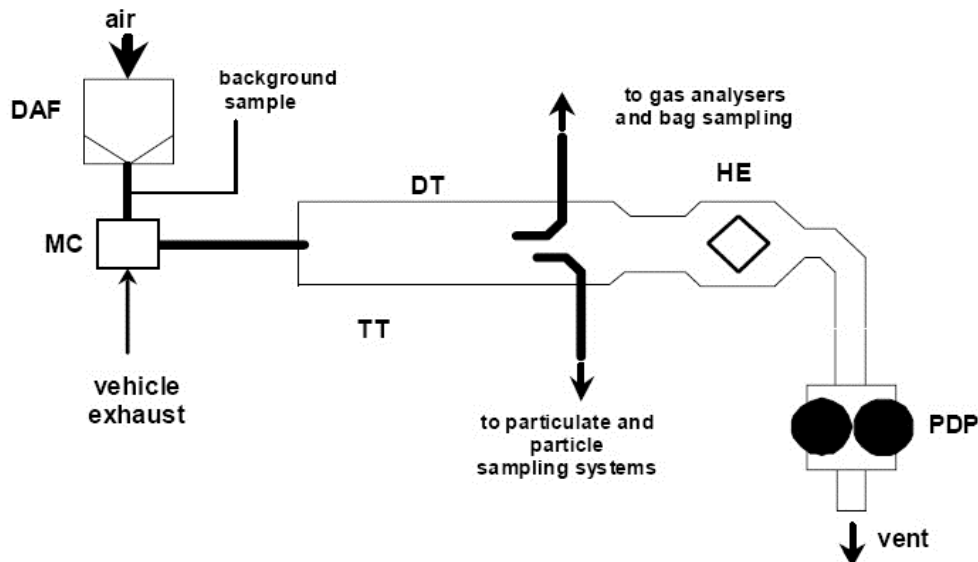 air
DAF
background
sample
to gas analysers
and bag sampling
DT
HE
MC
TT
vehicle
exhaust
to particulate and
particle
sampling systems
PDP
vent